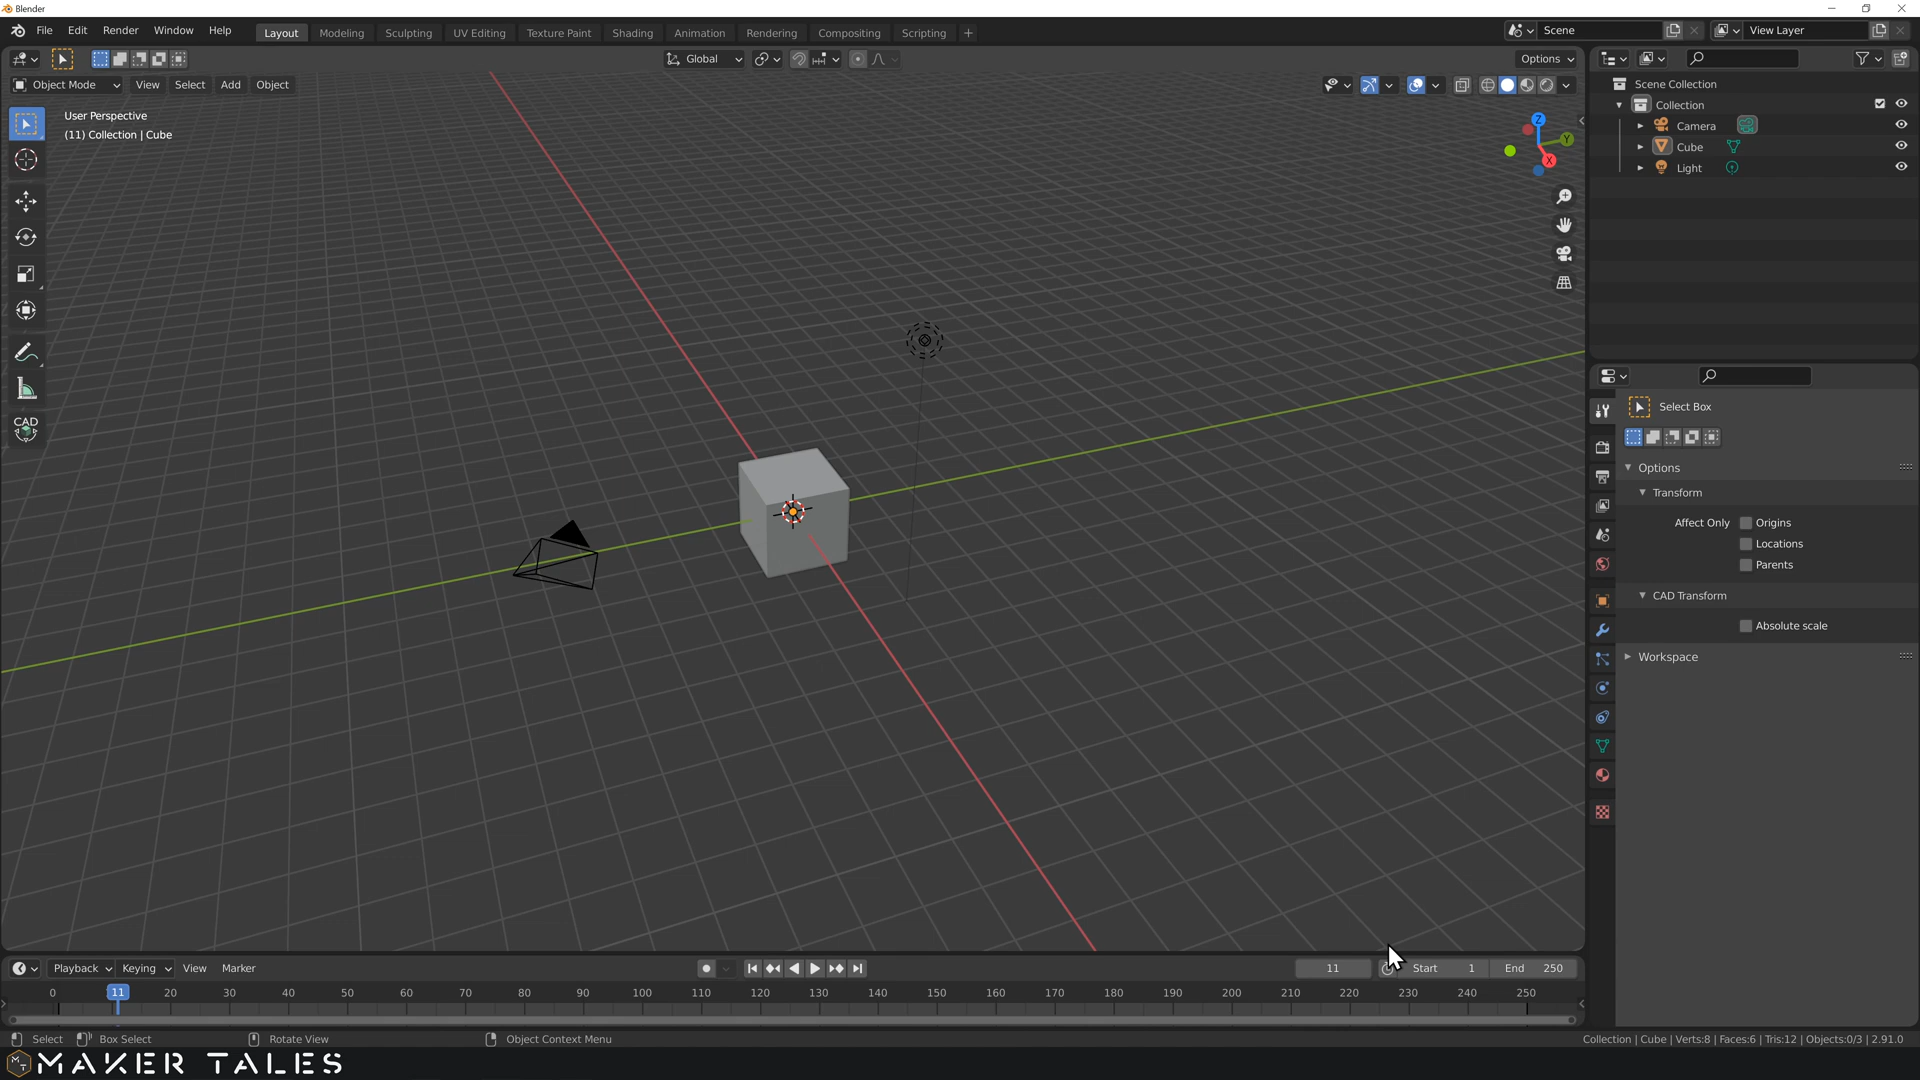 Blender
File Edit Render Window Help Layout Modeling Sculpting UV Editing Texture Paint Shading Animation Rendering Compositing Scripting + Scene View Layer
Global Options
Object Mode View Select Add Object
User Perspective
(11) Collection | Cube
Z
Y
X
CAD
Scene Collection
Collection
Camera
Cube
Light
Select Box
Options
Transform
Affect Only Origins
Locations
Parents
CAD Transform
Absolute scale
Workspace
Playback Keying View Marker 11 Start 1 End 250
0 11 20 30 40 50 60 70 80 90 100 110 120 130 140 150 160 170 180 190 200 210 220 230 240 250
Select Box Select Rotate View Object Context Menu Collection | Cube | Verts:8 | Faces:6 | Tris:12 | Objects:0/3 | 2.91.0
MAKER TALES